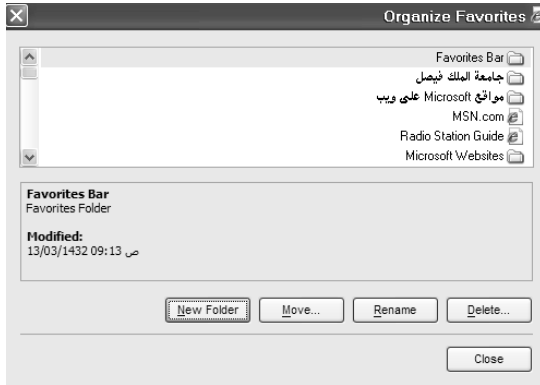 Organize Favorites
Favorites Bar
جامعة الملك فيصل
مواقع Microsoft على ويب
MSN.com
Radio Station Guide
Microsoft Websites
Favorites Bar
Favorites Folder
Modified:
13/03/1432 09:13 ص
New Folder Move... Rename Delete...
Close